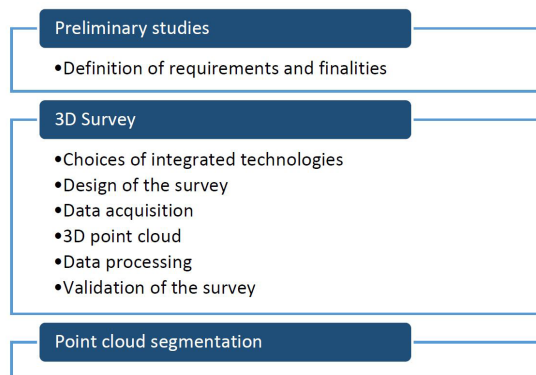 Preliminary studies
•Definition of requirements and finalities
3D Survey
•Choices of integrated technologies
•Design of the survey
•Data acquisition
•3D point cloud
•Data processing
•Validation of the survey
Point cloud segmentation